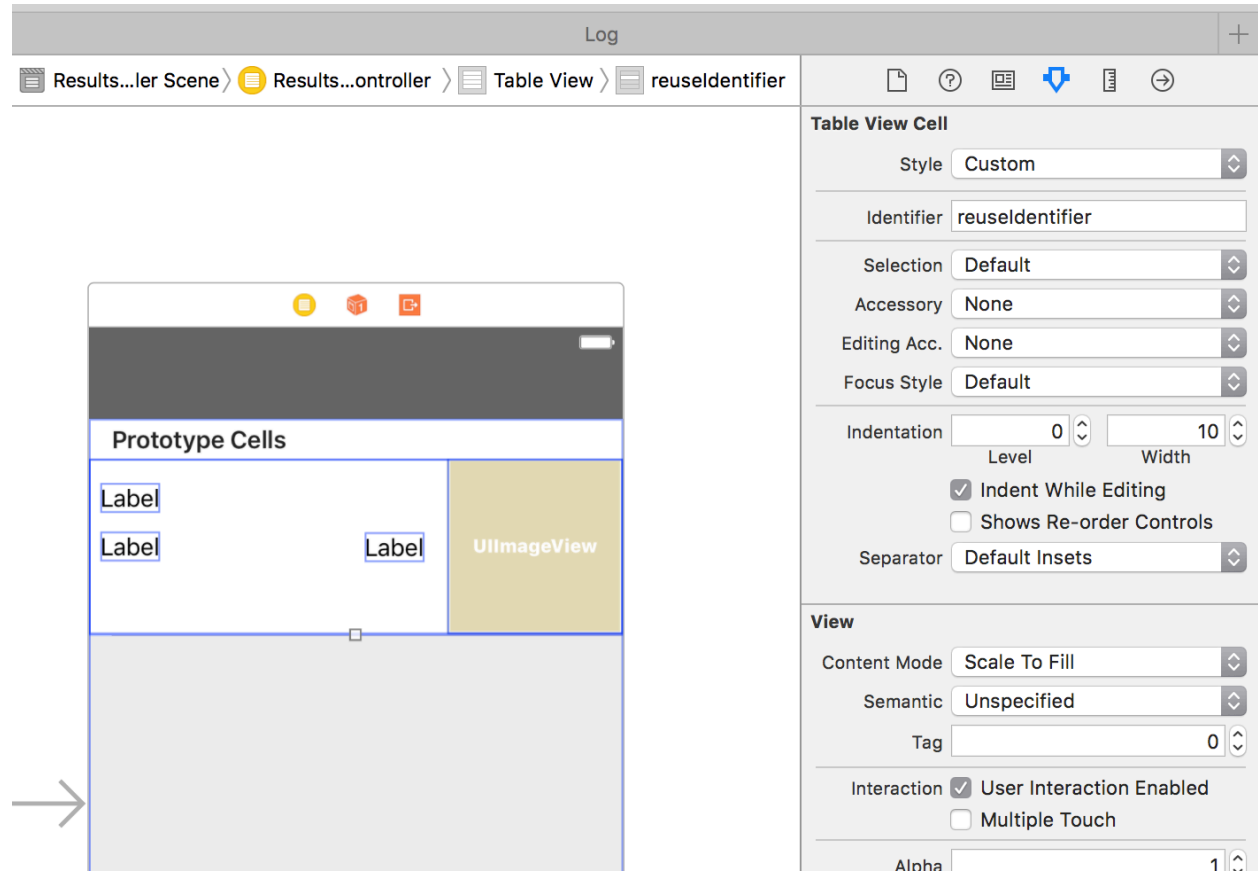 Log
Results...ler Scene Results...ontroller Table View reuseIdentifier
Table View Cell
Style Custom
Identifier reuseIdentifier
Selection Default
Accessory None
Editing Acc. None
Focus Style Default
Indentation 0 10
Level Width
Indent While Editing
Shows Re-order Controls
Separator Default Insets
View
Content Mode Scale To Fill
Semantic Unspecified
Tag 0
Interaction User Interaction Enabled
Multiple Touch
Alpha 1
Prototype Cells
Label
Label Label UIImageView